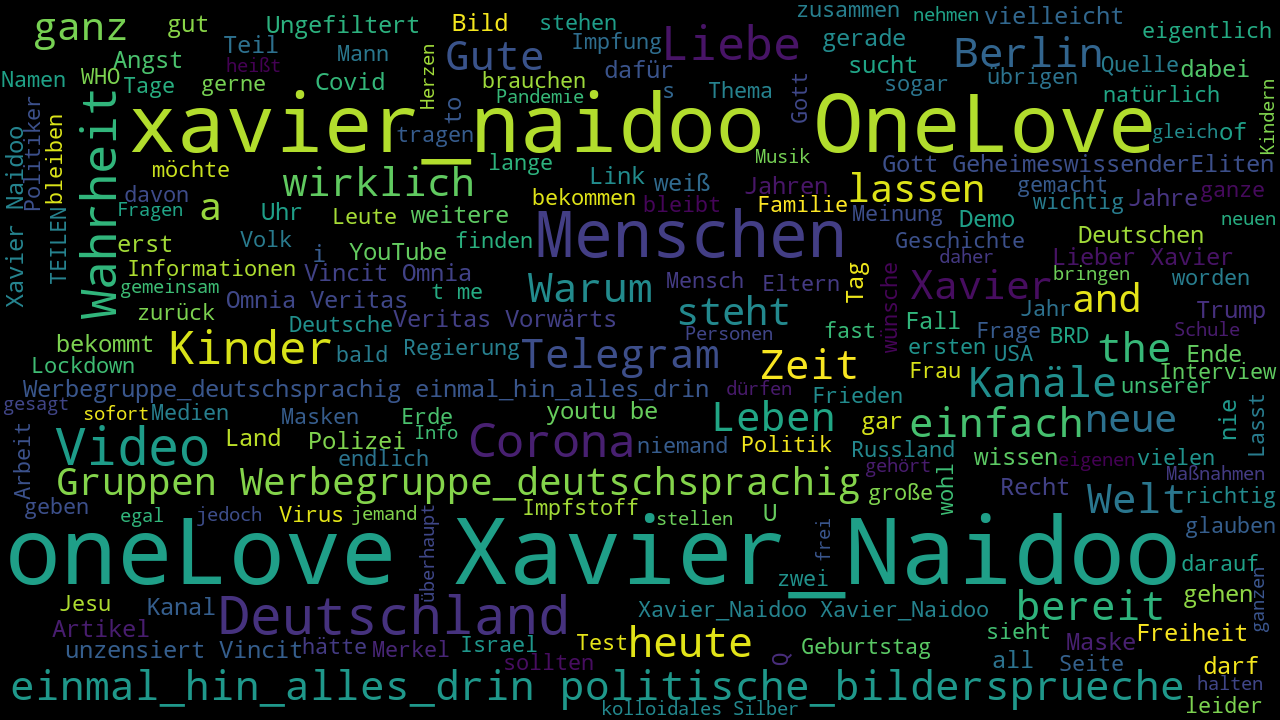 ganz
gut
Ungefiltert
Bild
stehen
zusammen
nehmen
vielleicht
eigentlich
Angst
Teil
heißt
Mann
Herzen
Gute
Impfung
Liebe
gerade
Berlin
Quelle
dabei
Namen
WHO
Tage
gerne
Covid
brauchen
dafür
sucht
sogar
übrigen
natürlich
Pandemie
to
s
Thema
Gott
Kindern
Xavier Naidoo
Politiker
bleiben
Wahrheit
xavier_naidoo OneLove
tragen
gleich
of
möchte
wirklich
lange
Musik
Gott GeheimeswissenderEliten
davon
Link
weiß
Jahren
lassen
gemacht
wichtig
Jahre
ganze
Fragen
a
Uhr
Leute
weitere
bekommen
bleibt
Familie
Meinung
Demo
neuen
TEILEN
erst
Volk
i
YouTube
finden
Menschen
Geschichte
daher
Deutschen
Informationen
Vincit Omnia
Warum
Mensch
Eltern
Tag
wünsche
Xavier
Lieber Xavier
bringen
worden
gemeinsam
Omnia Veritas
t me
and
zurück
Deutsche
Veritas Vorwärts
steht
Personen
fast
Fall
Jahr
Frage
BRD
Trump
Schule
bekommt
Kinder
bald
Regierung
Telegram
Zeit
ersten
USA
the
Ende
Lockdown
Frau
Interview
Werbegruppe_deutschsprachig einmal_hin_alles_drin
dürfen
Frieden
Kanäle
unserer
gesagt
sofort
Medien
Masken
Erde
youtu be
Leben
gar
einfach
neue
nie
Lasst
Arbeit
Video
Land
Polizei
Info
Corona
niemand
Politik
Russland
endlich
wissen
eigenen
vielen
gehört
Maßnahmen
Gruppen Werbegruppe_deutschsprachig
große
wohl
Recht
Welt
richtig
geben
egal
jedoch
Virus
jemand
Impfstoff
stellen
U
frei
glauben
überhaupt
oneLove Xavier_Naidoo
zwei
darauf
Jesu
Kanal
Deutschland
Xavier_Naidoo Xavier_Naidoo
bereit
gehen
ganzen
Artikel
unzensiert Vincit
hätte
Merkel
Israel
Test
heute
Geburtstag
sieht
Maske
Freiheit
sollten
Q
all
Seite
darf
einmal_hin_alles_drin politische_bildersprueche
halten
kolloidales Silber
leider